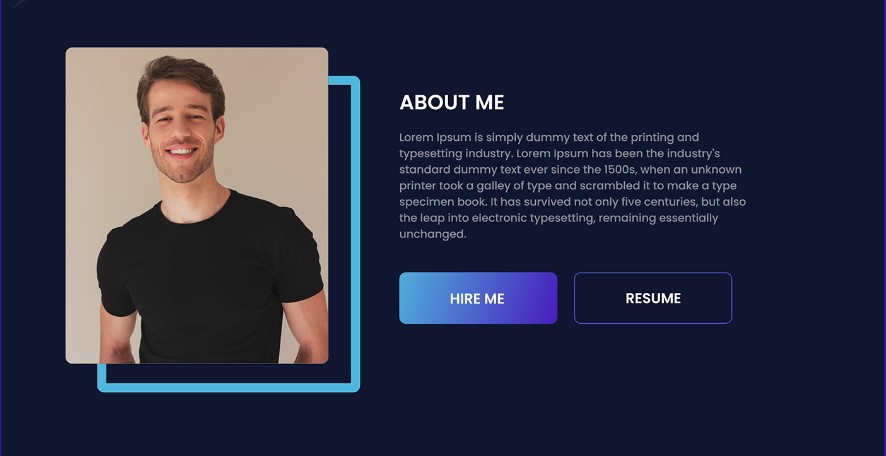 ABOUT ME
Lorem Ipsum is simply dummy text of the printing and
typesetting industry. Lorem Ipsum has been the industry's
standard dummy text ever since the 1500s, when an unknown
printer took a galley of type and scrambled it to make a type
specimen book. It has survived not only five centuries, but also
the leap into electronic typesetting, remaining essentially
unchanged.
HIRE ME
RESUME